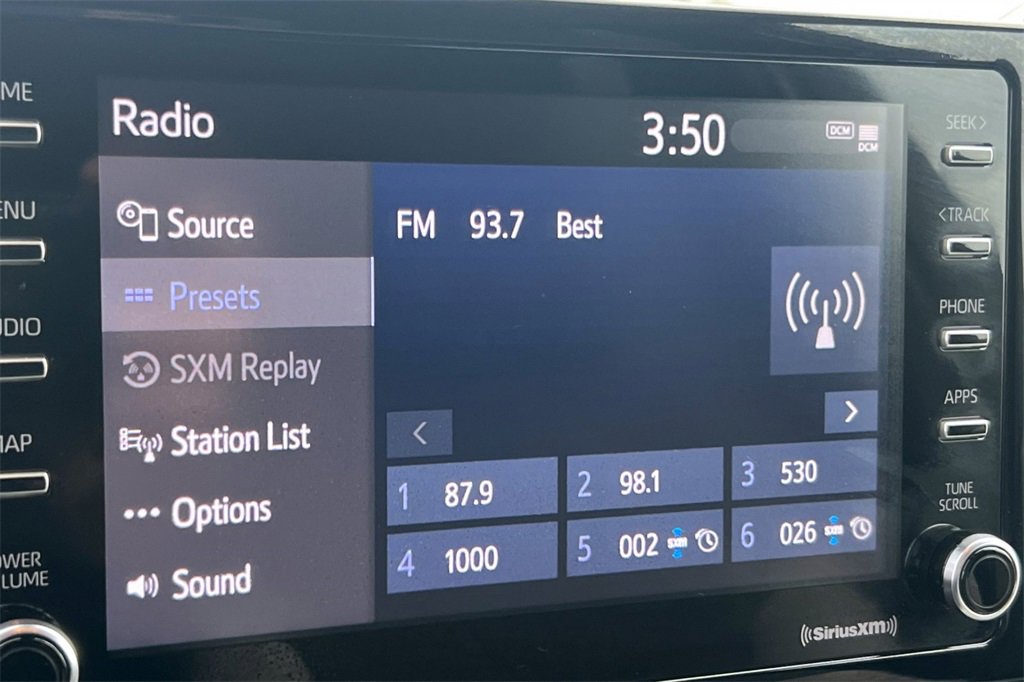 Radio
3:50
DCM
DCM
Source
Presets
SXM Replay
Station List
Options
Sound
FM 93.7 Best
<
>
1 87.9
2 98.1
3 530
4 1000
5 002 sxm
6 026 sxm
ME
ENU
DIO
AP
OWER
LUME
SEEK>
<TRACK
PHONE
APPS
TUNE
SCROLL
((SiriusXM))